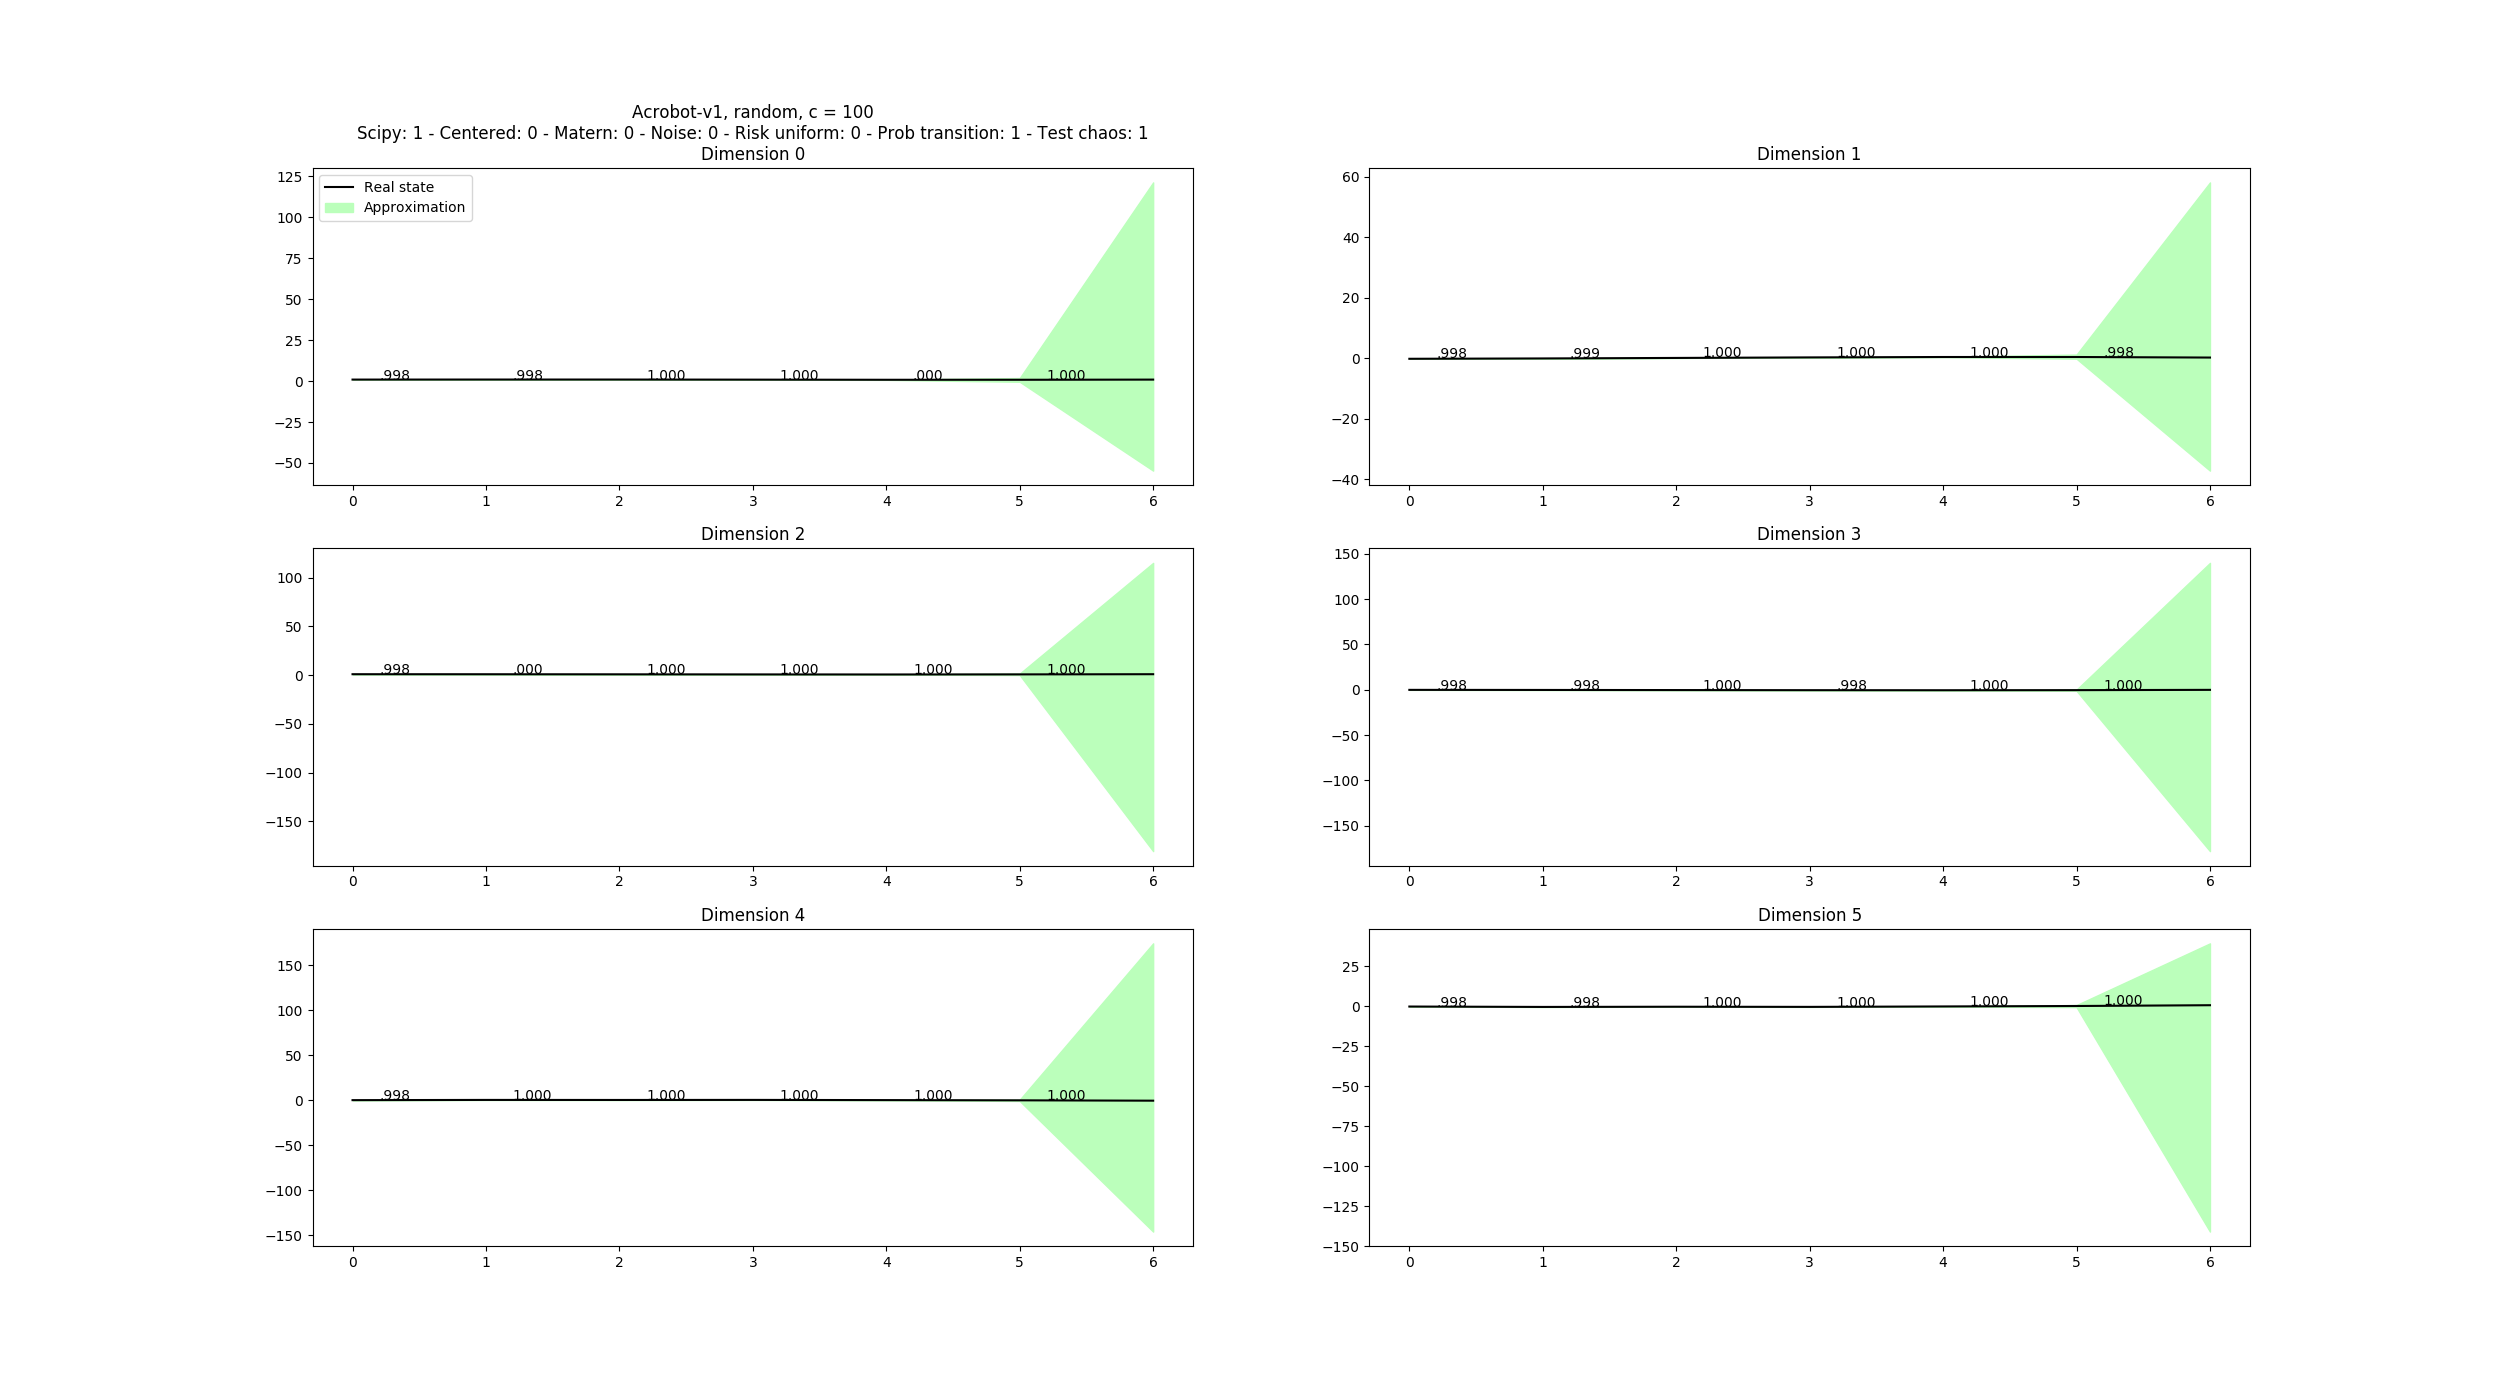 Acrobot-v1, random, c = 100
Scipy: 1 - Centered: 0 - Matern: 0 - Noise: 0 - Risk uniform: 0 - Prob transition: 1 - Test chaos: 1
Dimension 0
Real state
Approximation
125
100
75
50
25
0
−25
−50
.998 .998 1.000 1.000 .000 1.000
0 1 2 3 4 5 6
Dimension 1
60
40
20
0
−20
−40
.998 .999 1.000 1.000 1.000 .998
0 1 2 3 4 5 6
Dimension 2
100
50
0
−50
−100
−150
.998 .000 1.000 1.000 1.000 1.000
0 1 2 3 4 5 6
Dimension 3
150
100
50
0
−50
−100
−150
.998 .998 1.000 .998 1.000 1.000
0 1 2 3 4 5 6
Dimension 4
150
100
50
0
−50
−100
−150
.998 1.000 1.000 1.000 1.000 1.000
0 1 2 3 4 5 6
Dimension 5
25
0
−25
−50
−75
−100
−125
−150
.998 .998 1.000 1.000 1.000 1.000
0 1 2 3 4 5 6